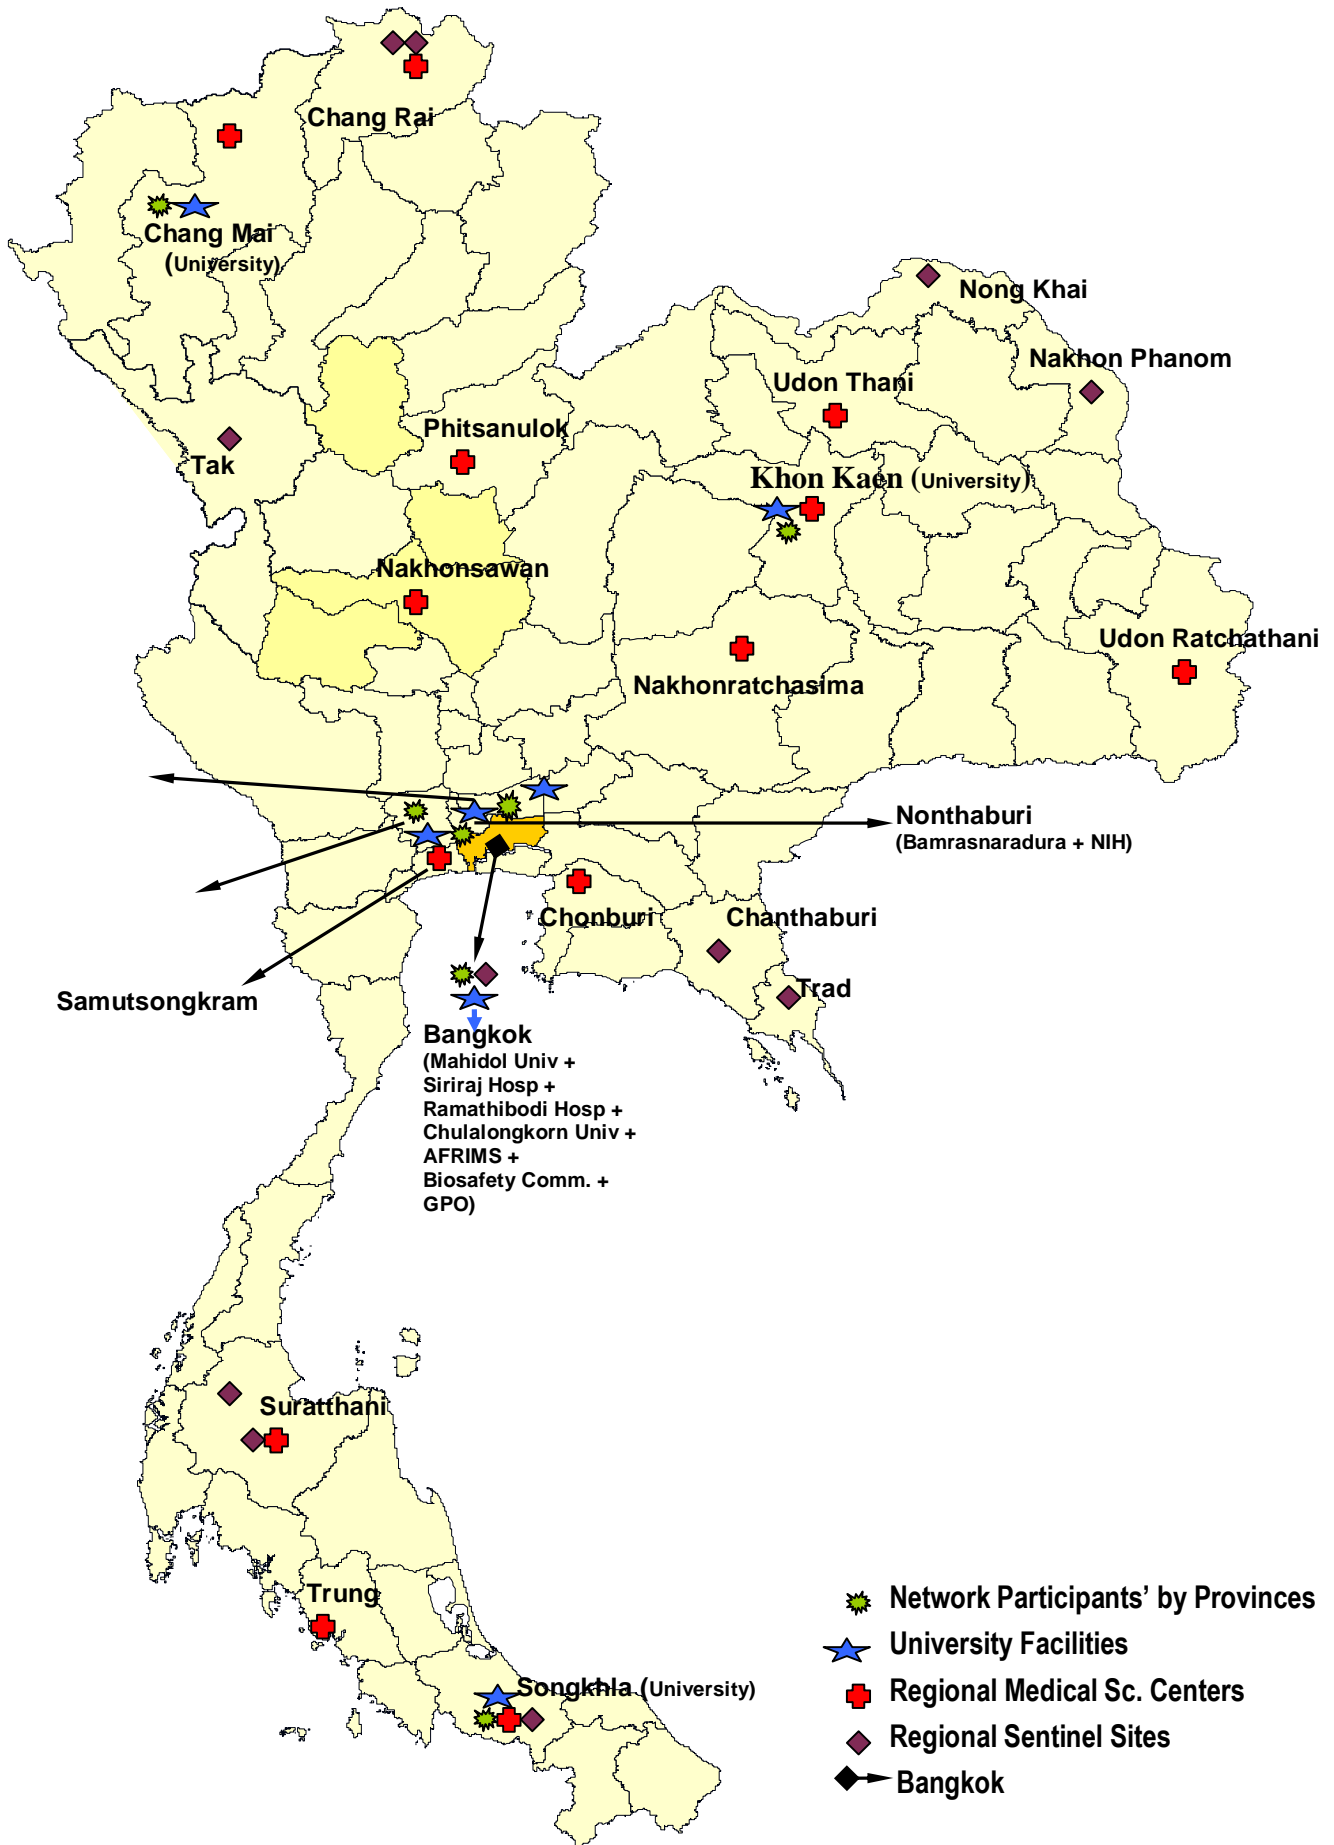 Chang Rai
Chang Mai
(University)
Nong Khai
Nakhon Phanom
Udon Thani
Phitsanulok
Tak
Khon Kaen (University)
Nakhonsawan
Udon Ratchathani
Nakhonratchasima
Nonthaburi
(Bamrasnaradura + NIH)
Chonburi
Chanthaburi
Samutsongkram
Trad
Bangkok
(Mahidol Univ +
Siriraj Hosp +
Ramathibodi Hosp +
Chulalongkorn Univ +
AFRIMS +
Biosafety Comm. +
GPO)
Suratthani
Trung
Songkhla (University)
Network Participants’ by Provinces
University Facilities
Regional Medical Sc. Centers
Regional Sentinel Sites
Bangkok